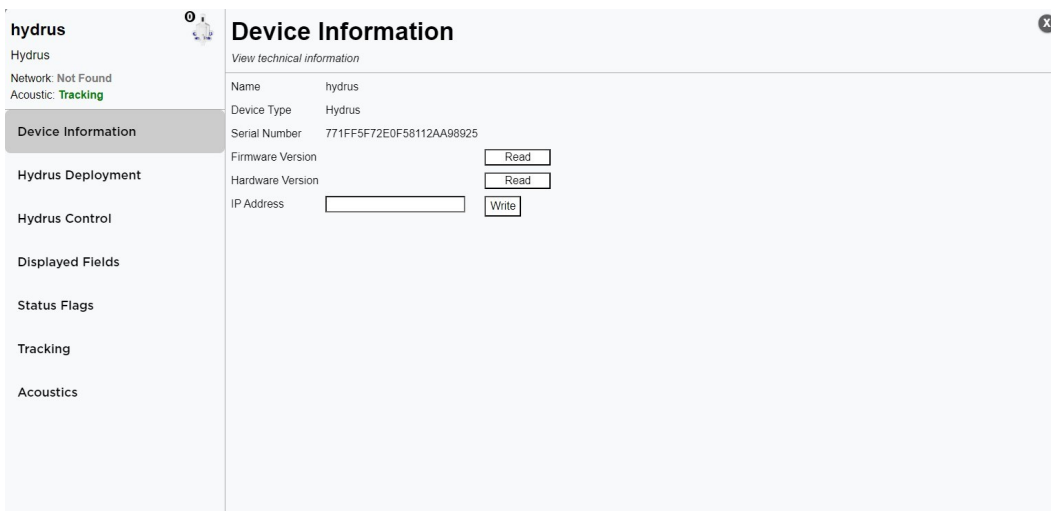 hydrus
0
Hydrus
Network: Not Found
Acoustic: Tracking
Device Information
Hydrus Deployment
Hydrus Control
Displayed Fields
Status Flags
Tracking
Acoustics
Device Information
X
View technical information
Name hydrus
Device Type Hydrus
Serial Number 771FF5F72E0F58112AA98925
Firmware Version Read
Hardware Version Read
IP Address Write